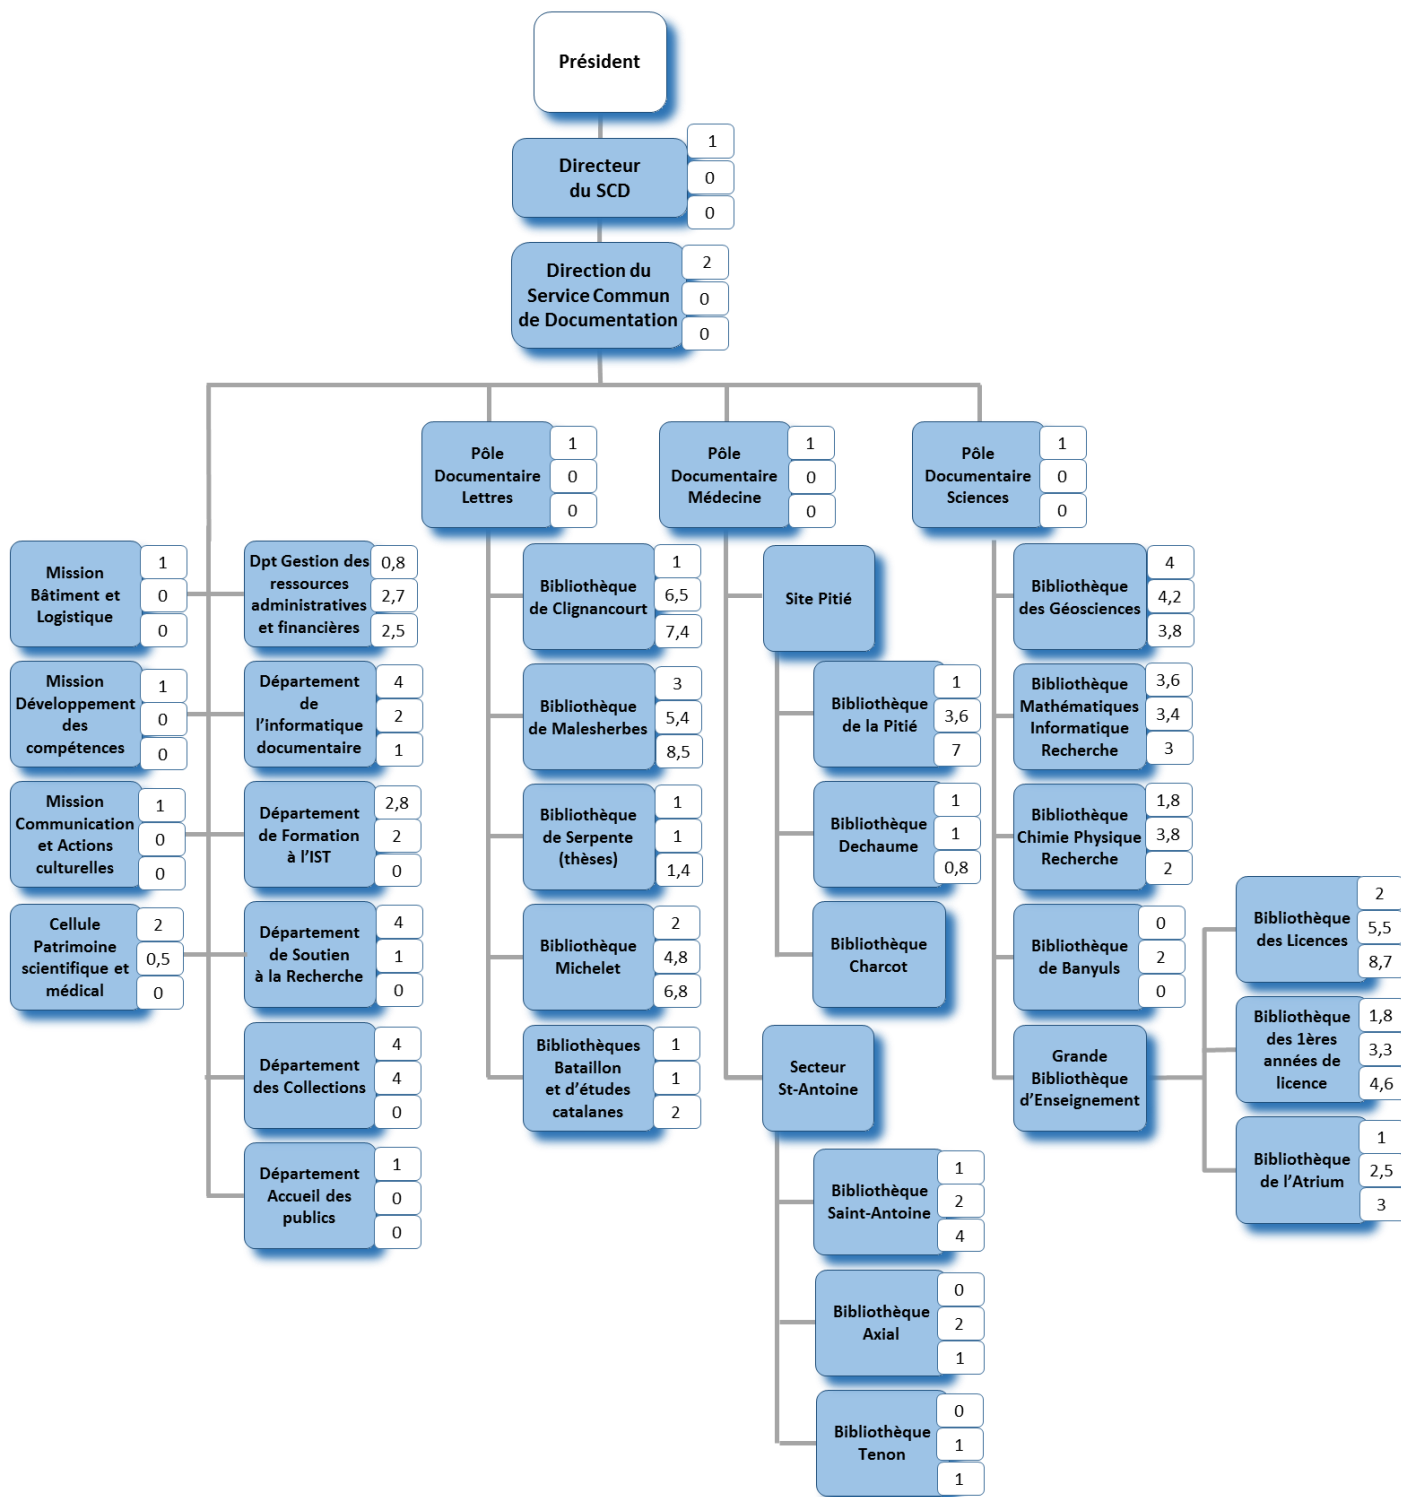 Président
Directeur
du SCD
1
0
0
Direction du
Service Commun
de Documentation
2
0
0
Pôle
Documentaire
Lettres
1
0
0
Pôle
Documentaire
Médecine
1
0
0
Pôle
Documentaire
Sciences
1
0
0
Mission
Bâtiment et
Logistique
1
0
0
Mission
Développement
des
compétences
1
0
0
Mission
Communication
et Actions
culturelles
1
0
0
Cellule
Patrimoine
scientifique et
médical
2
0,5
0
Dpt Gestion des
ressources
administratives
et financières
0,8
2,7
2,5
Département
de
l'informatique
documentaire
4
2
1
Département
de Formation
à l'IST
2,8
2
0
Département
de Soutien
à la Recherche
4
1
0
Département
des Collections
4
4
0
Département
Accueil des
publics
1
0
0
Bibliothèque
de Clignancourt
1
6,5
7,4
Bibliothèque
de Malesherbes
3
5,4
8,5
Bibliothèque
de Serpente
(thèses)
1
1
1,4
Bibliothèque
Michelet
2
4,8
6,8
Bibliothèques
Bataillon
et d'études
catalanes
1
1
2
Site Pitié
Bibliothèque
de la Pitié
1
3,6
7
Bibliothèque
Dechaume
1
1
0,8
Bibliothèque
Charcot
Secteur
St-Antoine
Bibliothèque
Saint-Antoine
1
2
4
Bibliothèque
Axial
0
2
1
Bibliothèque
Tenon
0
1
1
Bibliothèque
des Géosciences
4
4,2
3,8
Bibliothèque
Mathématiques
Informatique
Recherche
3,6
3,4
3
Bibliothèque
Chimie Physique
Recherche
1,8
3,8
2
Bibliothèque
de Banyuls
0
2
0
Grande
Bibliothèque
d'Enseignement
Bibliothèque
des Licences
2
5,5
8,7
Bibliothèque
des 1ères
années de
licence
1,8
3,3
4,6
Bibliothèque
de l'Atrium
1
2,5
3